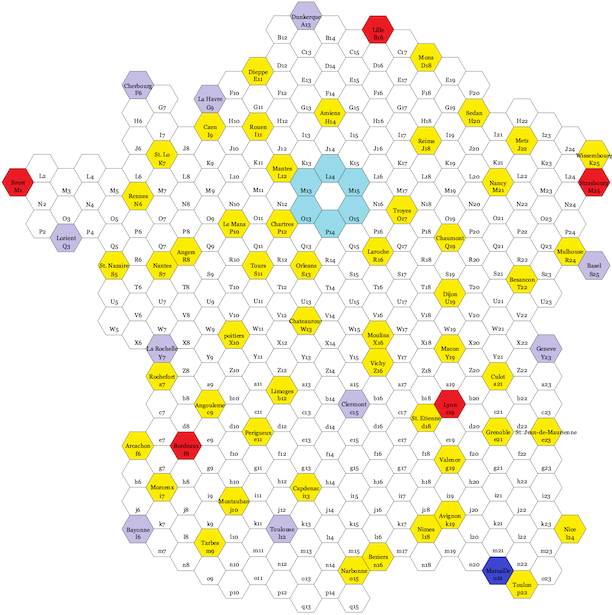 Dunkerque
A13
B12 B14 Lille B16
C13 C15 C17
D12 D14 D16 Mons D18
Dieppe E11 E13 E15 E17 E19
Cherbourg F6 F10 F12 F14 F16 F18 F20
G7 La Havre G9 G11 G13 G15 G17 G19
H6 H10 H12 Amiens H14 H16 H18 Sedan H20 H22
I7 Caen I9 Rouen I11 I13 I15 I17 I19 I21 I23
J6 J8 J10 J12 J14 J16 Reims J18 J20 Metz J22 J24
St. Lo K7 K9 K11 K13 K15 K17 K19 K21 K23 Wissembourg K25
L2 L4 L6 L8 L10 Mantes L12 L14 L16 L18 L20 L22 L24
Brest M1 M3 M5 M7 M9 M11 M13 M15 M17 M19 Nancy M21 M23 Strasbourg M25
N2 N4 Rennes N6 N8 N10 N12 N16 N18 N20 N22 N24
O3 O5 O7 O9 O11 O13 O15 Troyes O17 O19 O21 O23
P2 P4 P6 P8 Le Mans P10 Chartres P12 P14 P16 P18 P20 P22 P24
Lorient Q3 Q5 Q7 Q9 Q11 Q13 Q15 Q17 Chaumont Q19 Q21 Q23
R6 Angers R8 R10 R12 R14 Laroche R16 R18 R20 R22 Mulhouse R24
St. Nazaire S5 Nantes S7 S9 Tours S11 Orleans S13 S15 S17 S19 S21 S23 Basel S25
T6 T8 T10 T12 T14 T16 T18 T20 Besancon T22
U5 U7 U9 U11 U13 U15 U17 Dijon U19 U21 U23
V6 V8 V10 V12 V14 V16 V18 V20 V22
W5 W7 W9 W11 Chateauroux W13 W15 W17 W19 W21 W23
X6 X8 poitiers X10 X12 X14 Moulins X16 X18 X20 X22
La Rochelle Y7 Y9 Y11 Y13 Y15 Y17 Macon Y19 Y21 Geneve Y23
Z8 Z10 Z12 Z14 Vichy Z16 Z18 Z20 Z22
Rochefort a7 a9 a11 a13 a15 a17 a19 Culoz a21 a23
b8 b10 Limoges b12 b14 b16 b18 b20 b22
c7 Angouleme c9 c11 c13 Clermont c15 c17 Lyon c19 c21 c23
d8 d10 d12 d14 d16 St. Etienne d18 d20 d22
e7 e9 Perigueux e11 e13 e15 e17 e19 Grenoble e21 St. Jean-de-Maurienne e23
Arcachon f6 Bordeaux f8 f10 f12 f14 f16 f18 f20 f22
g7 g9 g11 g13 g15 g17 Valence g19 g21 g23
h6 h8 h10 h12 h14 h16 h18 h20 h22
Morcenx i7 i9 i11 Capdenac i13 i15 i17 i19 i21 i23
j6 j8 Montauban j10 j12 j14 j16 j18 j20 j22
k7 k9 k11 k13 k15 k17 Avignon k19 k21 k23
Bayonne l6 l8 l10 Toulouse l12 l14 l16 Nimes l18 l20 l22 Nice l24
m7 Tarbes m9 m11 m13 m15 m17 m19 m21 m23
n8 n10 n12 n14 Beziers n16 n18 n20 n22
o9 o11 o13 Narbonne o15 Marseille o21 o23
p10 p12 p14 Toulon p22
q13 q15